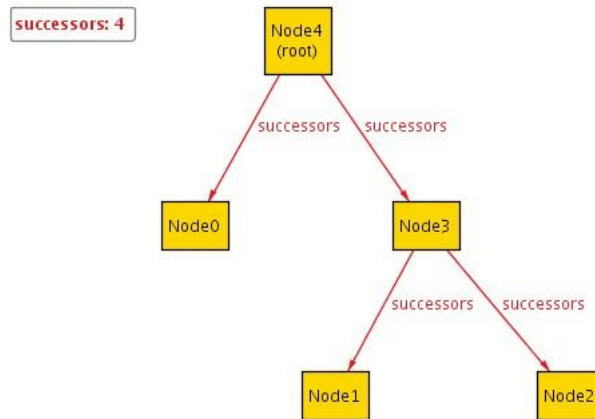 successors: 4
Node4
(root)
successors
successors
Node0
Node3
successors
successors
Node1
Node2